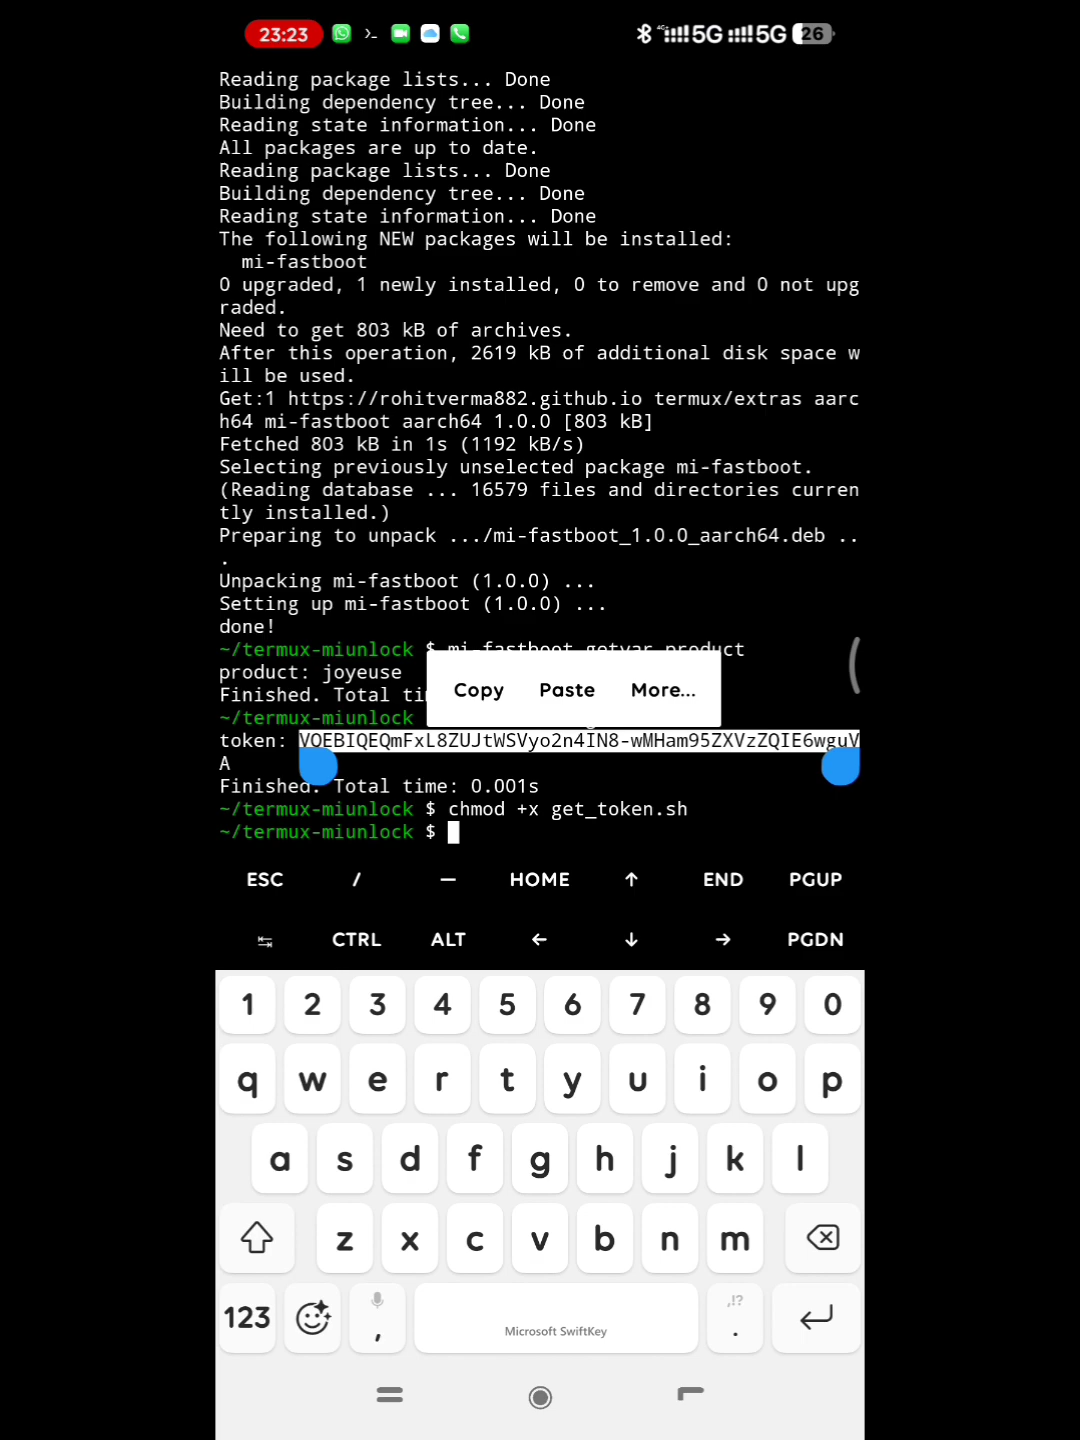 23:23 5G 5G 26
Reading package lists... Done
Building dependency tree... Done
Reading state information... Done
All packages are up to date.
Reading package lists... Done
Building dependency tree... Done
Reading state information... Done
The following NEW packages will be installed:
mi-fastboot
0 upgraded, 1 newly installed, 0 to remove and 0 not upg
raded.
Need to get 803 kB of archives.
After this operation, 2619 kB of additional disk space w
ill be used.
Get:1 https://rohitverma882.github.io termux/extras aarc
h64 mi-fastboot aarch64 1.0.0 [803 kB]
Fetched 803 kB in 1s (1192 kB/s)
Selecting previously unselected package mi-fastboot.
(Reading database ... 16579 files and directories curren
tly installed.)
Preparing to unpack .../mi-fastboot_1.0.0_aarch64.deb ..
.
Unpacking mi-fastboot (1.0.0) ...
Setting up mi-fastboot (1.0.0) ...
done!
~/termux-miunlock $ mi-fastboot getvar product
product: joyeuse
Finished. Total
Copy Paste More...
~/termux-miunlock
token: VQEBIQEQmFxL8ZUJtWSVyo2n4IN8-wMHam95ZXVzZQIE6wguV
A
Finished. Total time: 0.001s
~/termux-miunlock $ chmod +x get_token.sh
~/termux-miunlock $
ESC / — HOME ↑ END PGUP
↹ CTRL ALT ← ↓ → PGDN
1 2 3 4 5 6 7 8 9 0
q w e r t y u i o p
a s d f g h j k l
z x c v b n m
123 , Microsoft SwiftKey ,!? .